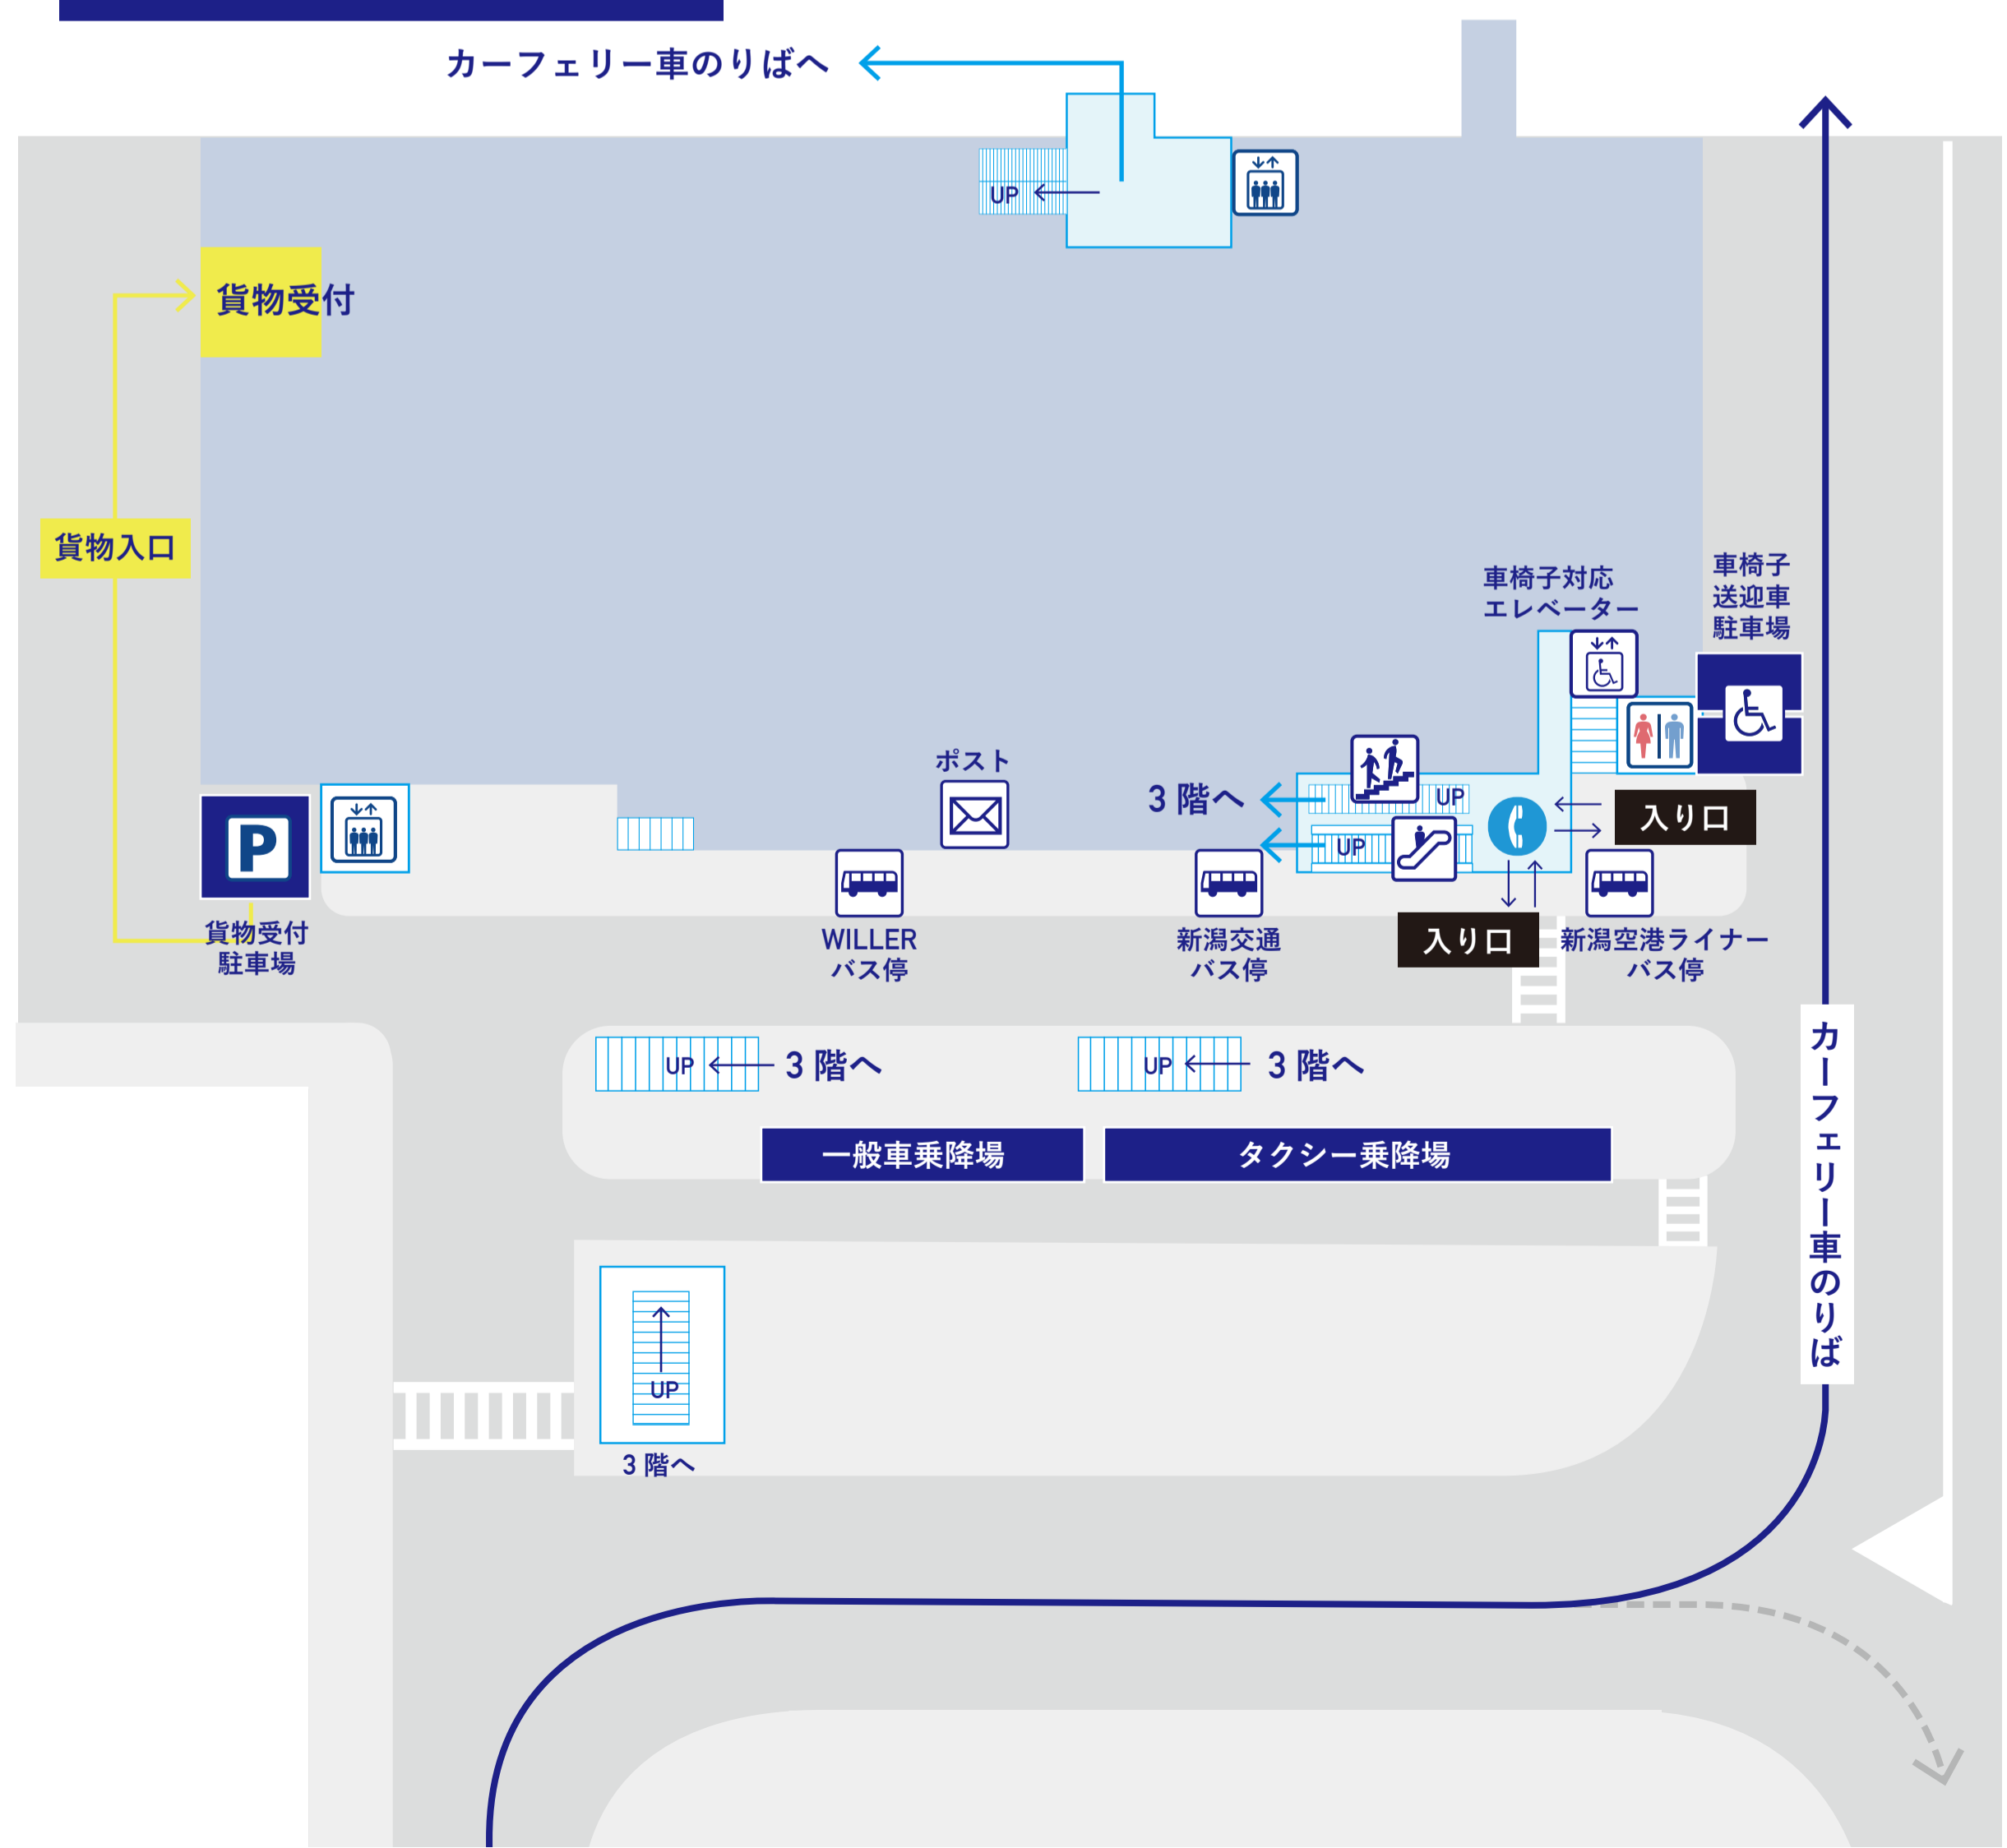 カーフェリー車のりば
UP
貨物受付
貨物入口
車椅子対応
エレベーター
車椅子
送迎車
駐車場
ポスト
3 階へ
UP
UP
入り口
入り口
P
貨物受付
駐車場
WILLER
バス停
新潟交通
バス停
新潟空港ライナー
バス停
UP
3 階へ
UP
3 階へ
一般車乗降場
タクシー乗降場
カーフェリー車のりば
UP
3 階へ